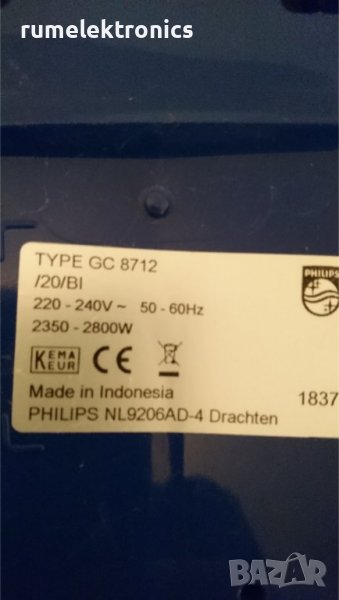 rumelektronics
TYPE GC 8712
/20/BI
220 - 240V ~ 50 - 60Hz
2350 - 2800W
PHILIPS
KEMA
KEUR
CE
Made in Indonesia
1837
PHILIPS NL9206AD-4 Drachten
BAZAR